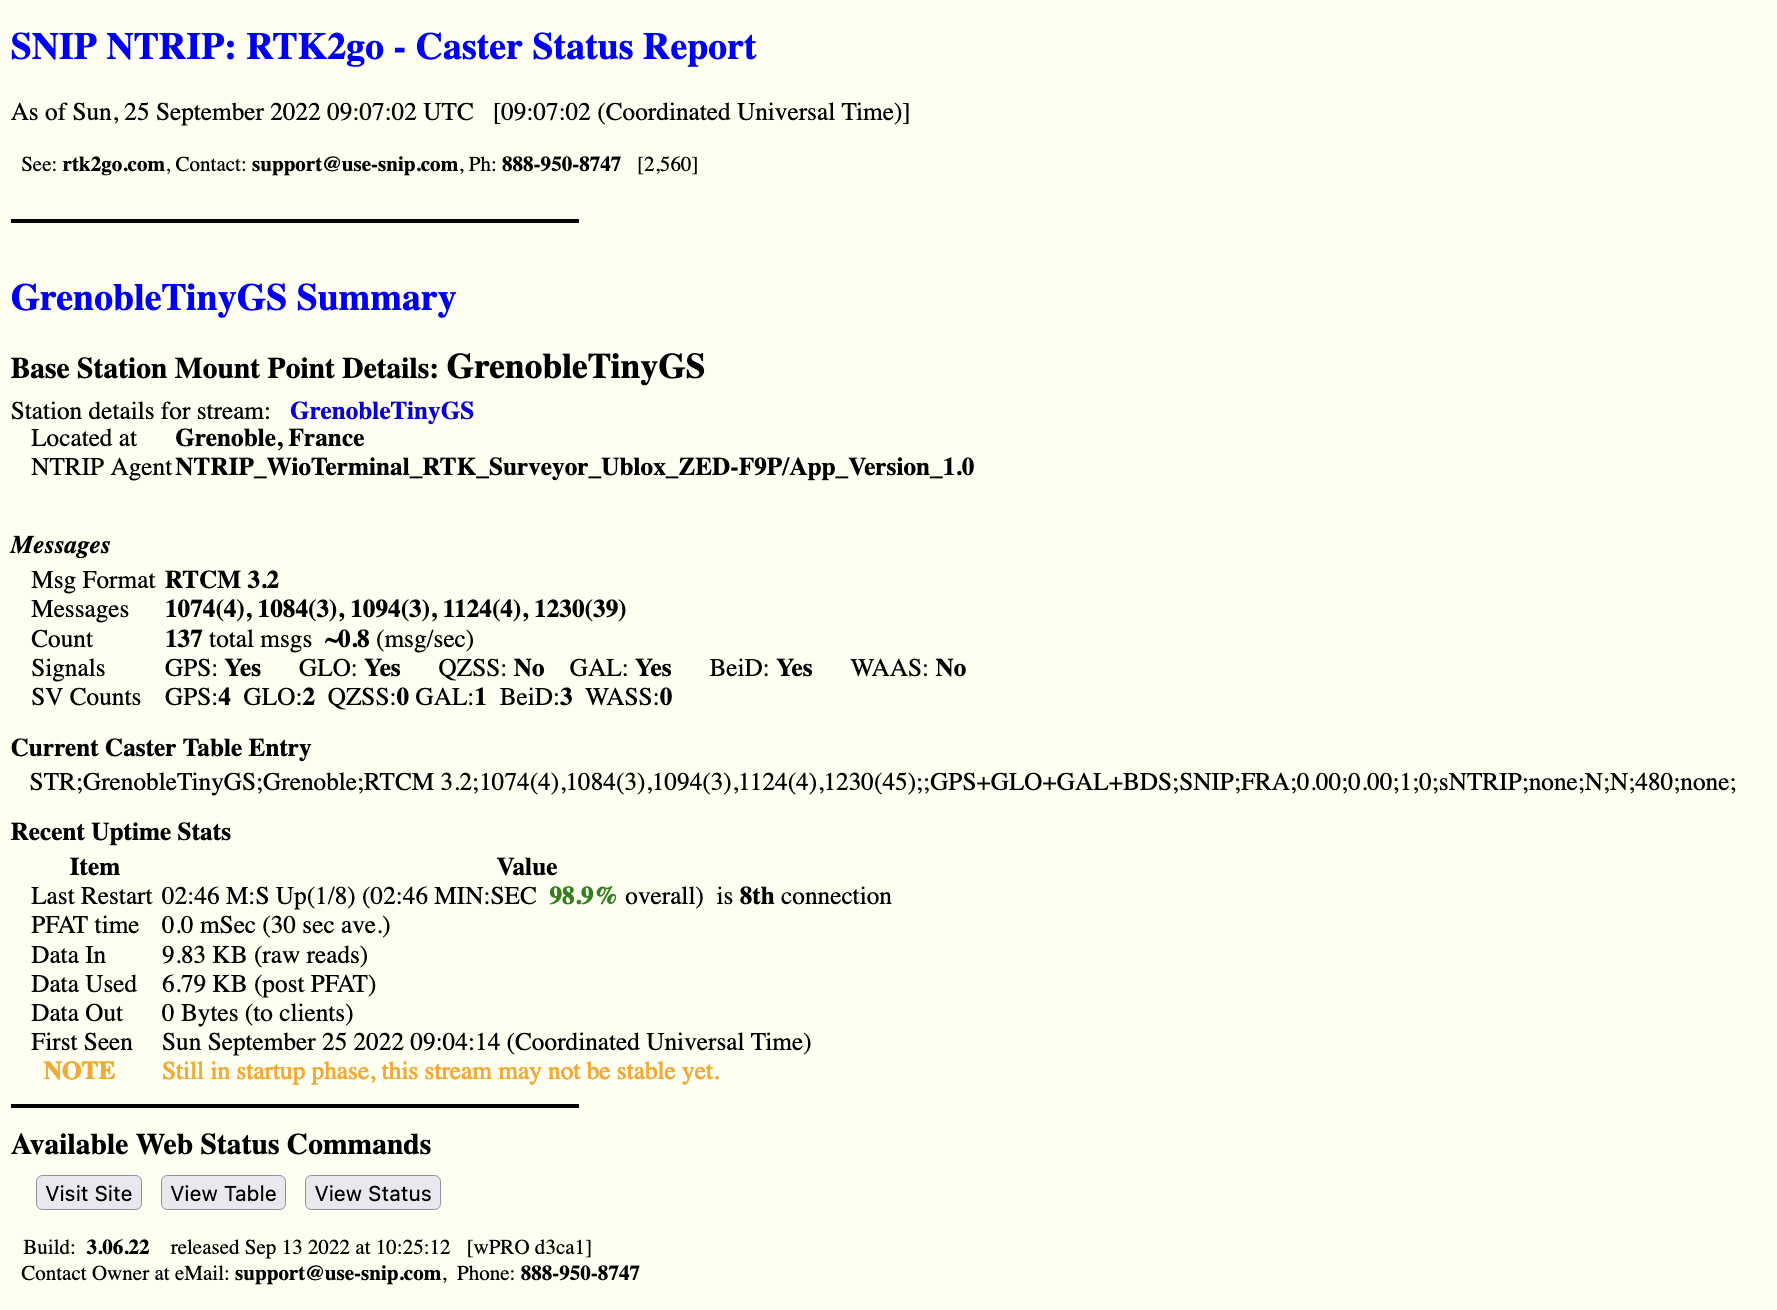 SNIP NTRIP: RTK2go - Caster Status Report
As of Sun, 25 September 2022 09:07:02 UTC [09:07:02 (Coordinated Universal Time)]
See: rtk2go.com, Contact: support@use-snip.com, Ph: 888-950-8747 [2,560]
GrenobleTinyGS Summary
Base Station Mount Point Details: GrenobleTinyGS
Station details for stream: GrenobleTinyGS
Located at Grenoble, France
NTRIP Agent NTRIP_WioTerminal_RTK_Surveyor_Ublox_ZED-F9P/App_Version_1.0
Messages
Msg Format RTCM 3.2
Messages 1074(4), 1084(3), 1094(3), 1124(4), 1230(39)
Count 137 total msgs ~0.8 (msg/sec)
Signals GPS: Yes GLO: Yes QZSS: No GAL: Yes BeiD: Yes WAAS: No
SV Counts GPS:4 GLO:2 QZSS:0 GAL:1 BeiD:3 WASS:0
Current Caster Table Entry
STR;GrenobleTinyGS;Grenoble;RTCM 3.2;1074(4),1084(3),1094(3),1124(4),1230(45);;GPS+GLO+GAL+BDS;SNIP;FRA;0.00;0.00;1;0;sNTRIP;none;N;N;480;none;
Recent Uptime Stats
Item Value
Last Restart 02:46 M:S Up(1/8) (02:46 MIN:SEC 98.9% overall) is 8th connection
PFAT time 0.0 mSec (30 sec ave.)
Data In 9.83 KB (raw reads)
Data Used 6.79 KB (post PFAT)
Data Out 0 Bytes (to clients)
First Seen Sun September 25 2022 09:04:14 (Coordinated Universal Time)
NOTE Still in startup phase, this stream may not be stable yet.
Available Web Status Commands
Visit Site View Table View Status
Build: 3.06.22 released Sep 13 2022 at 10:25:12 [wPRO d3ca1]
Contact Owner at eMail: support@use-snip.com, Phone: 888-950-8747